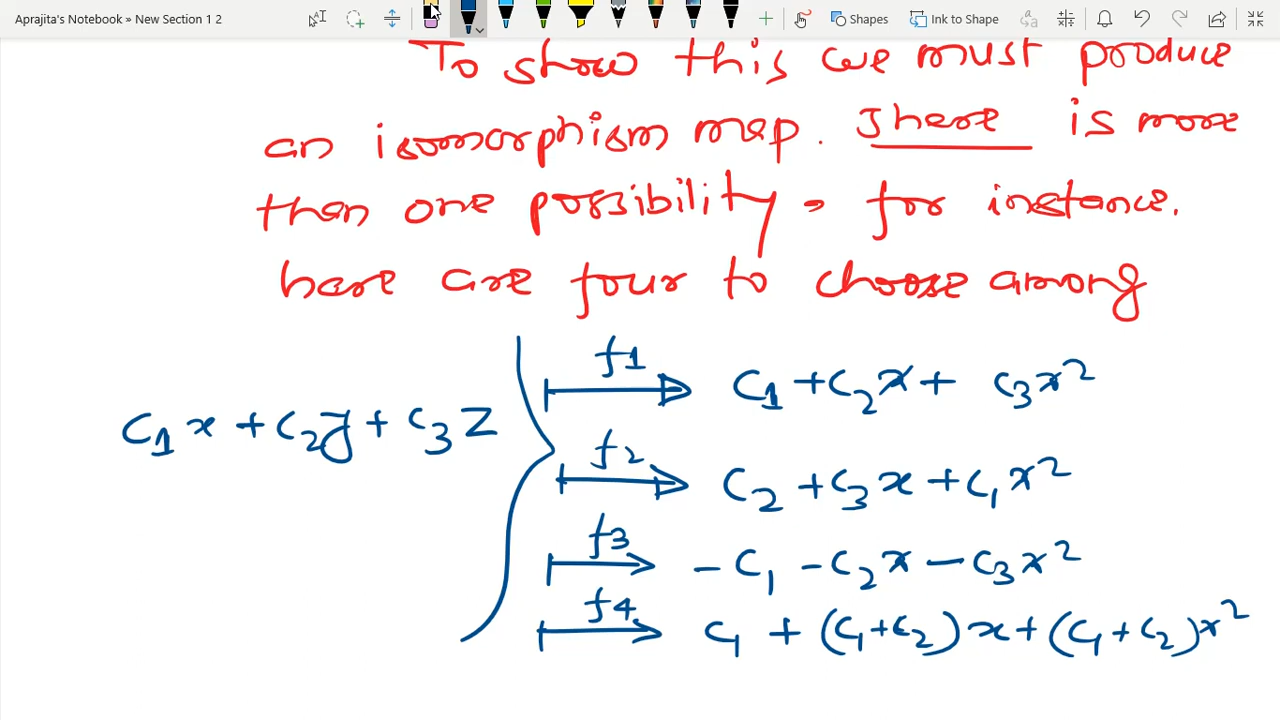 Aprajita's Notebook » New Section 1 2
Shapes
Ink to Shape
To show this we must produce
an isomorphism map. There is more
then one possibility. for instance.
here are four to choose among
C₁x + C₂y + C₃z
f1 C₁ + C₂x + C₃x²
f2 C₂ + C₃x + C₁x²
f3 - C₁ - C₂x - C₃x²
f4 C₁ + (C₁+C₂)x + (C₁+C₂)x²